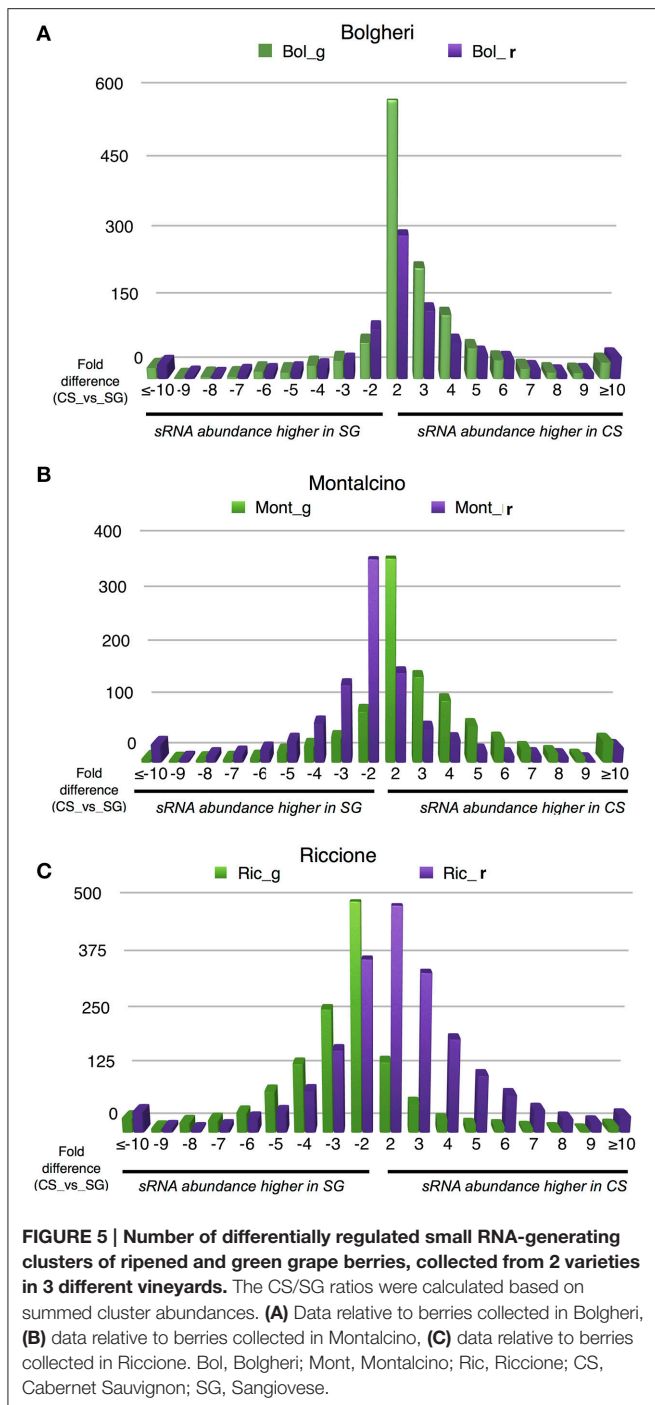 A
Bolgheri
Bol_g Bol_r
600
450
300
150
0
Fold difference (CS_vs_SG)
≤-10 -9 -8 -7 -6 -5 -4 -3 -2 2 3 4 5 6 7 8 9 ≥10
sRNA abundance higher in SG sRNA abundance higher in CS
B
Montalcino
Mont_g Mont_r
400
300
200
100
0
Fold difference (CS_vs_SG)
≤-10 -9 -8 -7 -6 -5 -4 -3 -2 2 3 4 5 6 7 8 9 ≥10
sRNA abundance higher in SG sRNA abundance higher in CS
C
Riccione
Ric_g Ric_r
500
375
250
125
0
≤-10 -9 -8 -7 -6 -5 -4 -3 -2 2 3 4 5 6 7 8 9 ≥10
Fold difference (CS_vs_SG)
sRNA abundance higher in SG sRNA abundance higher in CS
FIGURE 5 | Number of differentially regulated small RNA-generating
clusters of ripened and green grape berries, collected from 2 varieties
in 3 different vineyards. The CS/SG ratios were calculated based on
summed cluster abundances. (A) Data relative to berries collected in Bolgheri,
(B) data relative to berries collected in Montalcino, (C) data relative to berries
collected in Riccione. Bol, Bolgheri; Mont, Montalcino; Ric, Riccione; CS,
Cabernet Sauvignon; SG, Sangiovese.